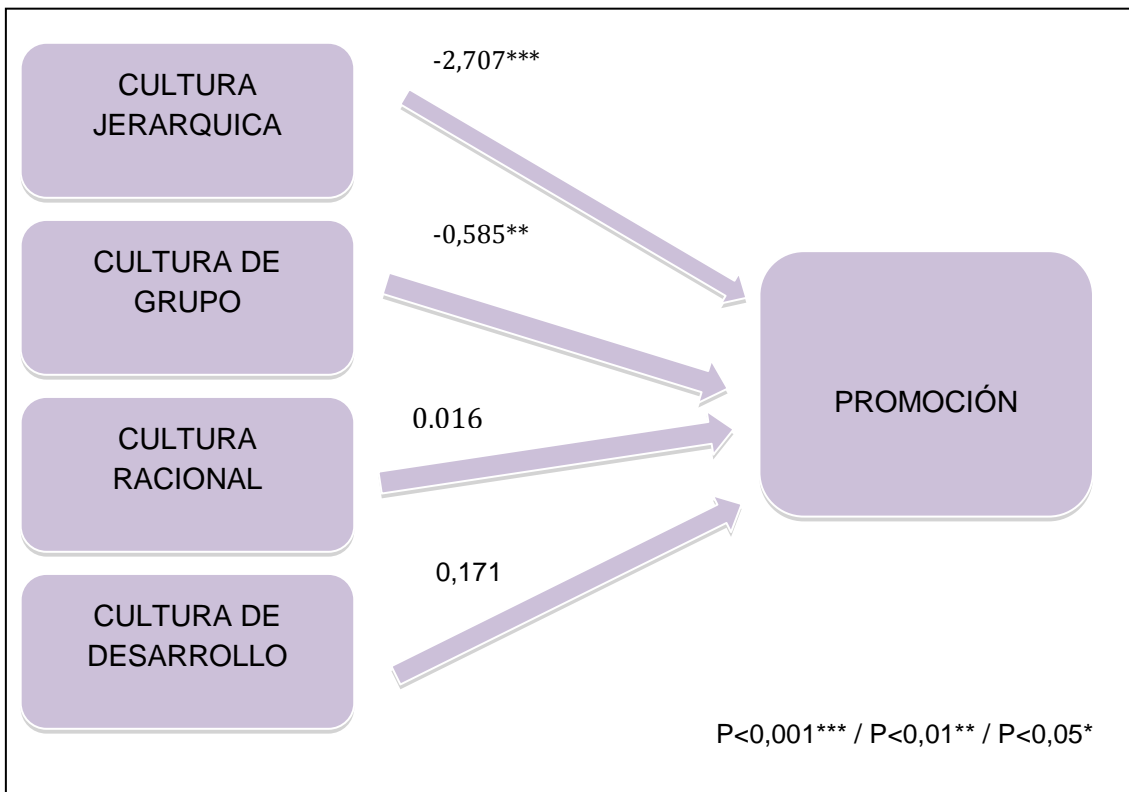 CULTURA
JERARQUICA
-2,707***
CULTURA DE
GRUPO
-0,585**
CULTURA
RACIONAL
0.016
CULTURA DE
DESARROLLO
0,171
PROMOCIÓN
P<0,001*** / P<0,01** / P<0,05*